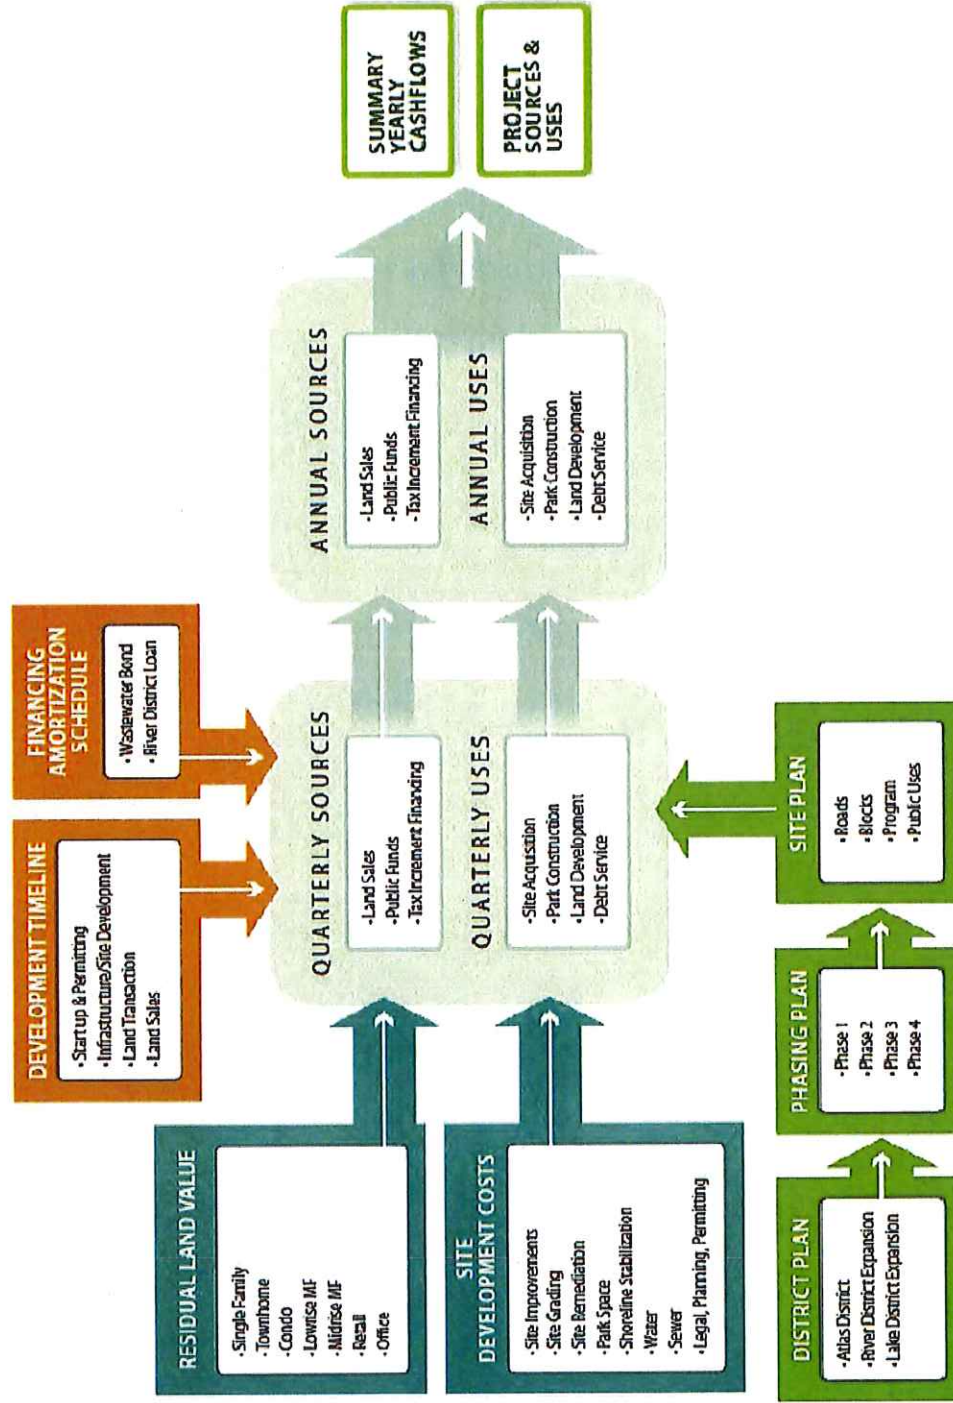 DEVELOPMENT TIMELINE
• Start up & Permitting
• Infrastructure/Site Development
• Land Transaction
• Land Sales
FINANCING
AMORTIZATION
SCHEDULE
• Wastewater Bond
• River District Loan
RESIDUAL LAND VALUE
• Single Family
• Townhome
• Condo
• Lowrise MF
• Midrise MF
• Retail
• Office
SITE
DEVELOPMENT COSTS
• Site Improvements
• Site Grading
• Site Remediation
• Park Space
• Shoreline Stabilization
• Water
• Sewer
• Legal, Planning, Permitting
QUARTERLY SOURCES
• Land Sales
• Public Funds
• Tax Increment Financing
QUARTERLY USES
• Site Acquisition
• Park Construction
• Land Development
• Debt Service
ANNUAL SOURCES
• Land Sales
• Public Funds
• Tax Increment Financing
ANNUAL USES
• Site Acquisition
• Park Construction
• Land Development
• Debt Service
SUMMARY
YEARLY
CASHFLOWS
PROJECT
SOURCES &
USES
DISTRICT PLAN
• Atlas District
• River District Expansion
• Lake District Expansion
PHASING PLAN
• Phase 1
• Phase 2
• Phase 3
• Phase 4
SITE PLAN
• Roads
• Blocks
• Program
• Public Uses